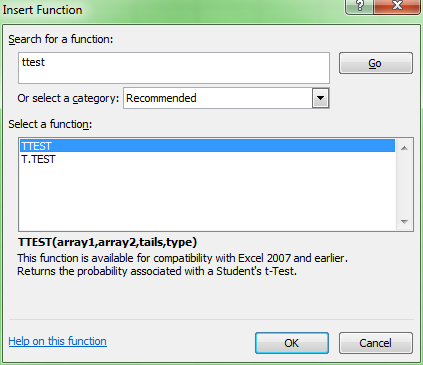 Insert Function
?
Search for a function:
ttest
Go
Or select a category: Recommended
Select a function:
TTEST
T.TEST
TTEST(array1,array2,tails,type)
This function is available for compatibility with Excel 2007 and earlier.
Returns the probability associated with a Student's t-Test.
Help on this function
OK
Cancel